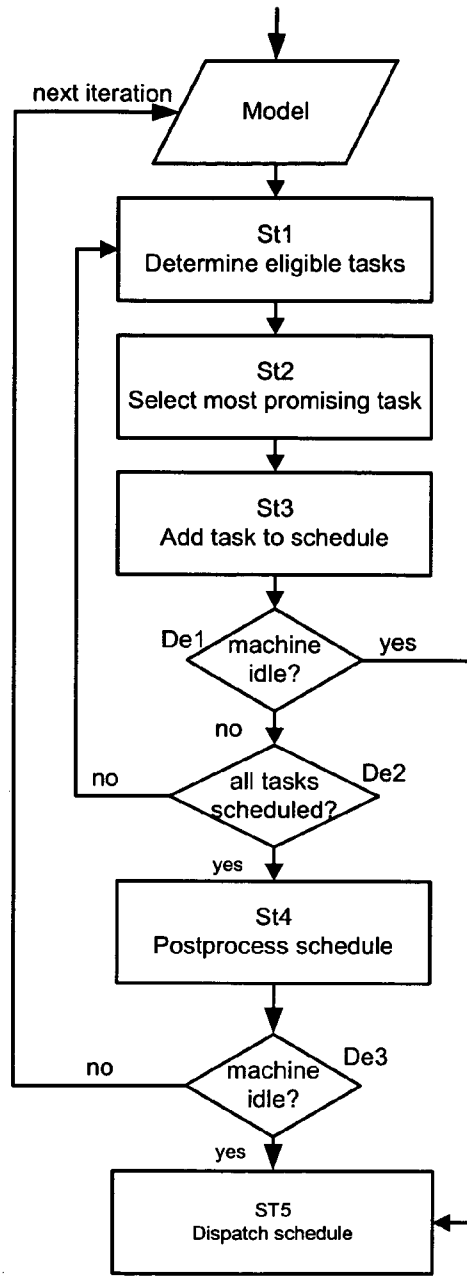 next iteration
Model
St1
Determine eligible tasks
St2
Select most promising task
St3
Add task to schedule
De1
machine
idle?
yes
no
no
all tasks
scheduled?
De2
yes
St4
Postprocess schedule
no
machine
idle?
De3
yes
ST5
Dispatch schedule